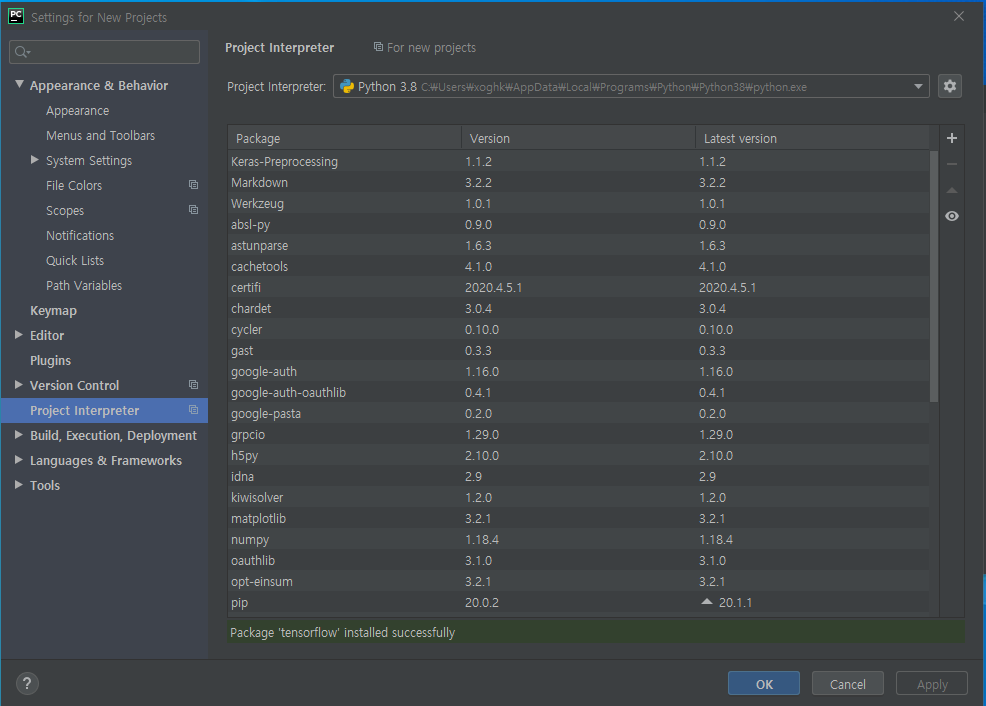 PC Settings for New Projects
Appearance & Behavior
Appearance
Menus and Toolbars
System Settings
File Colors
Scopes
Notifications
Quick Lists
Path Variables
Keymap
Editor
Plugins
Version Control
Project Interpreter
Build, Execution, Deployment
Languages & Frameworks
Tools
Project Interpreter For new projects
Project Interpreter: Python 3.8 C:₩Users₩xoghk₩AppData₩Local₩Programs₩Python₩Python38₩python.exe
Package Version Latest version
Keras-Preprocessing 1.1.2 1.1.2
Markdown 3.2.2 3.2.2
Werkzeug 1.0.1 1.0.1
absl-py 0.9.0 0.9.0
astunparse 1.6.3 1.6.3
cachetools 4.1.0 4.1.0
certifi 2020.4.5.1 2020.4.5.1
chardet 3.0.4 3.0.4
cycler 0.10.0 0.10.0
gast 0.3.3 0.3.3
google-auth 1.16.0 1.16.0
google-auth-oauthlib 0.4.1 0.4.1
google-pasta 0.2.0 0.2.0
grpcio 1.29.0 1.29.0
h5py 2.10.0 2.10.0
idna 2.9 2.9
kiwisolver 1.2.0 1.2.0
matplotlib 3.2.1 3.2.1
numpy 1.18.4 1.18.4
oauthlib 3.1.0 3.1.0
opt-einsum 3.2.1 3.2.1
pip 20.0.2 20.1.1
Package 'tensorflow' installed successfully
? OK Cancel Apply